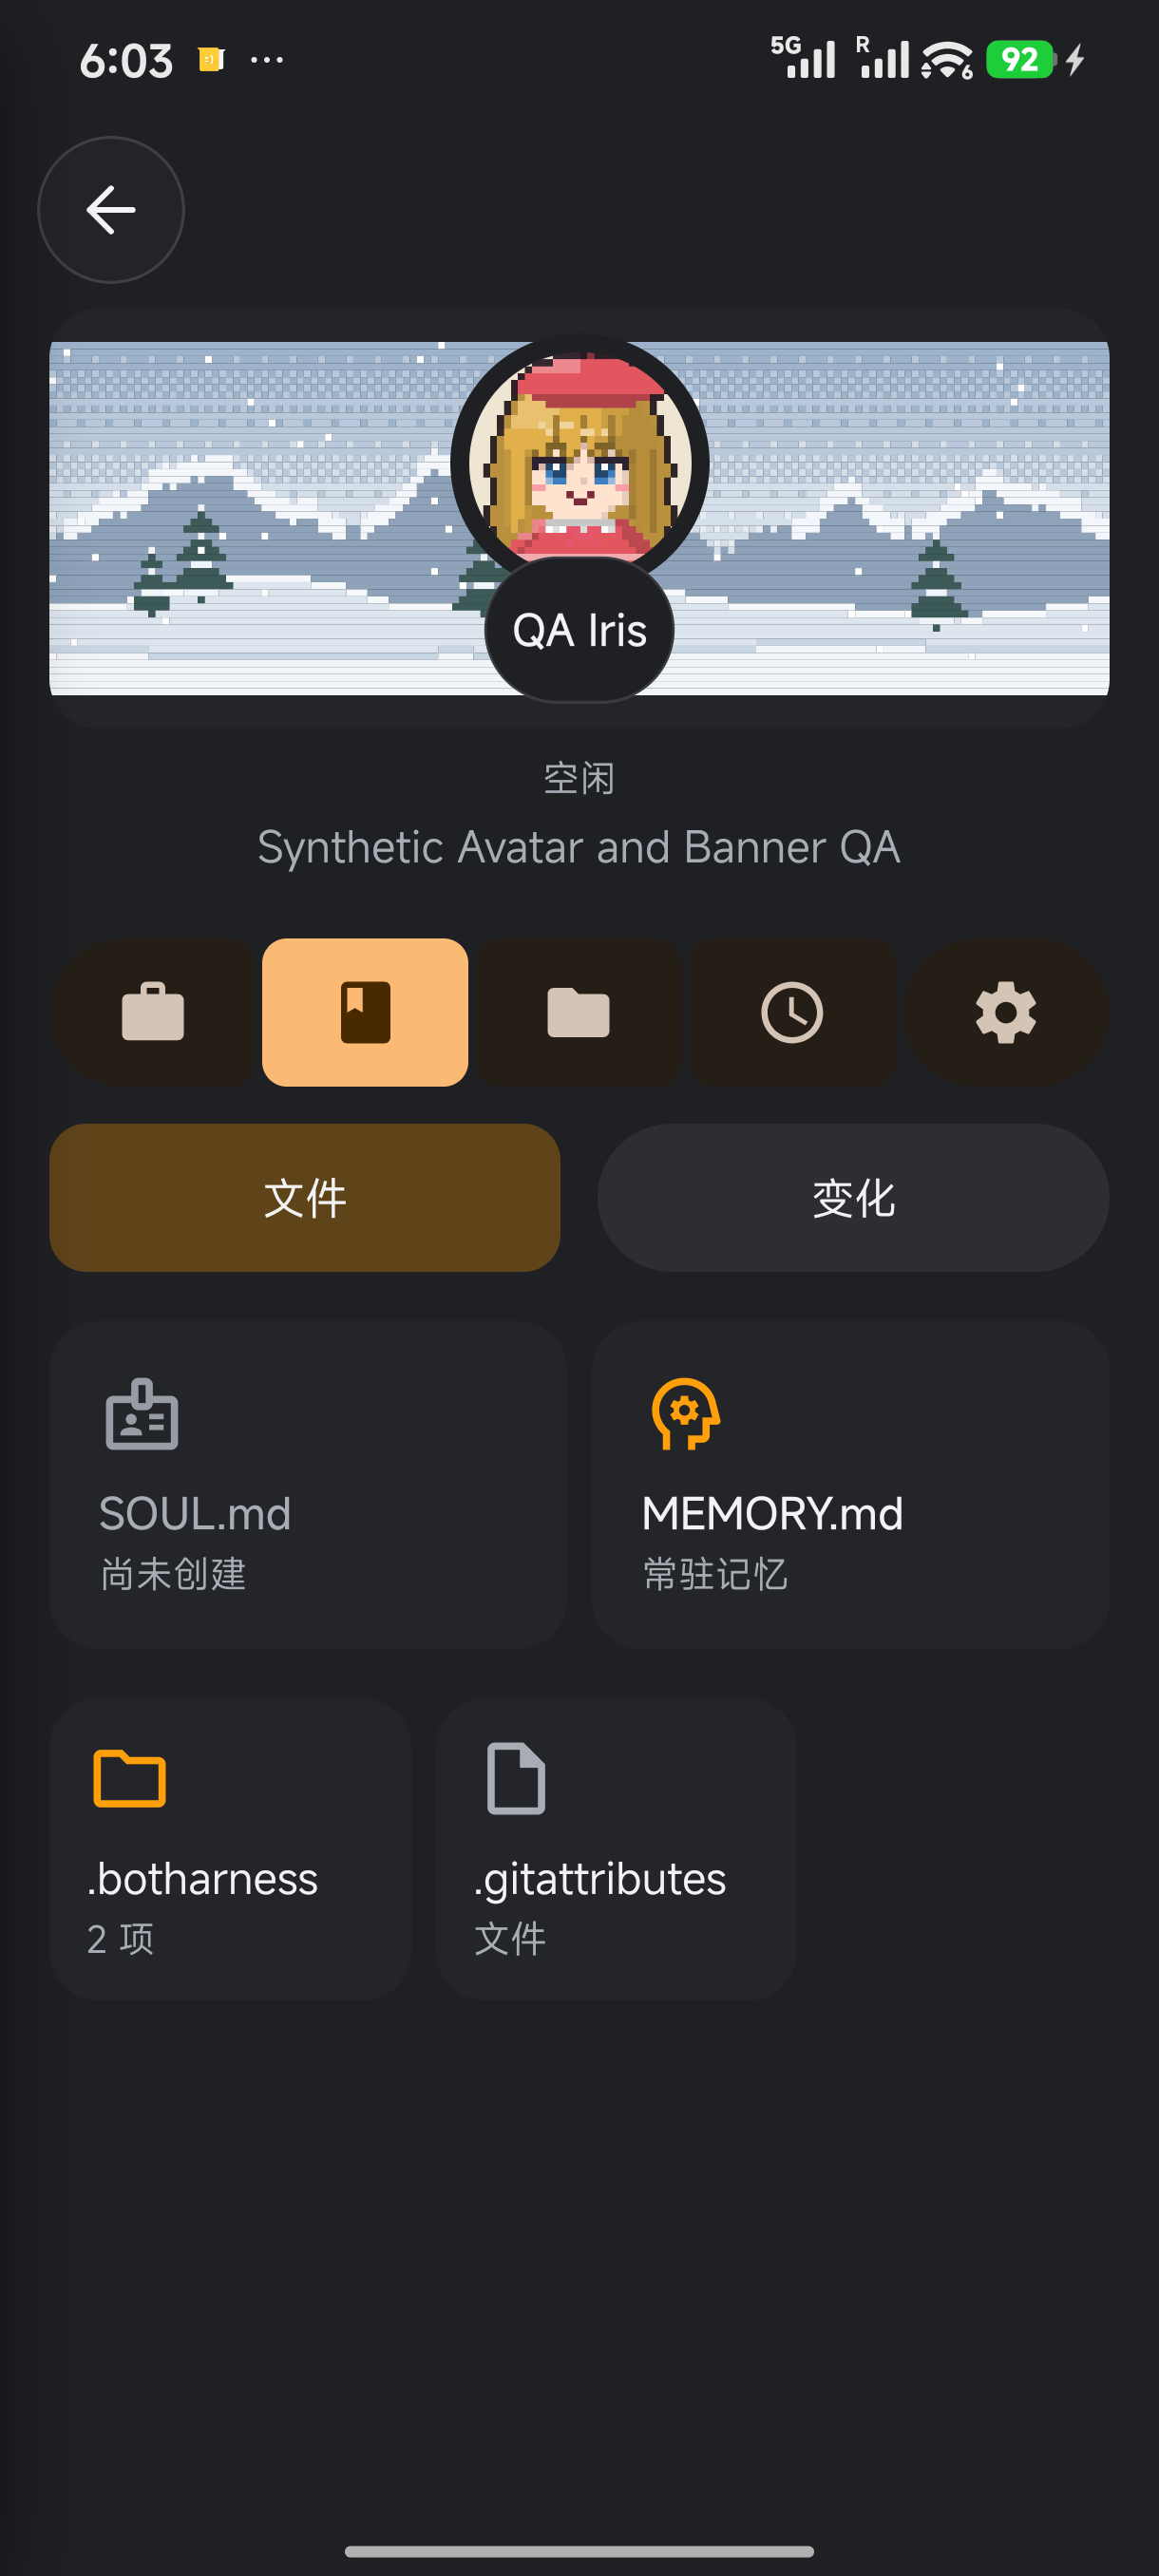 6:03
5G R 6 92
QA Iris
空闲
Synthetic Avatar and Banner QA
文件 变化
SOUL.md MEMORY.md
尚未创建 常驻记忆
.botharness .gitattributes
2 项 文件